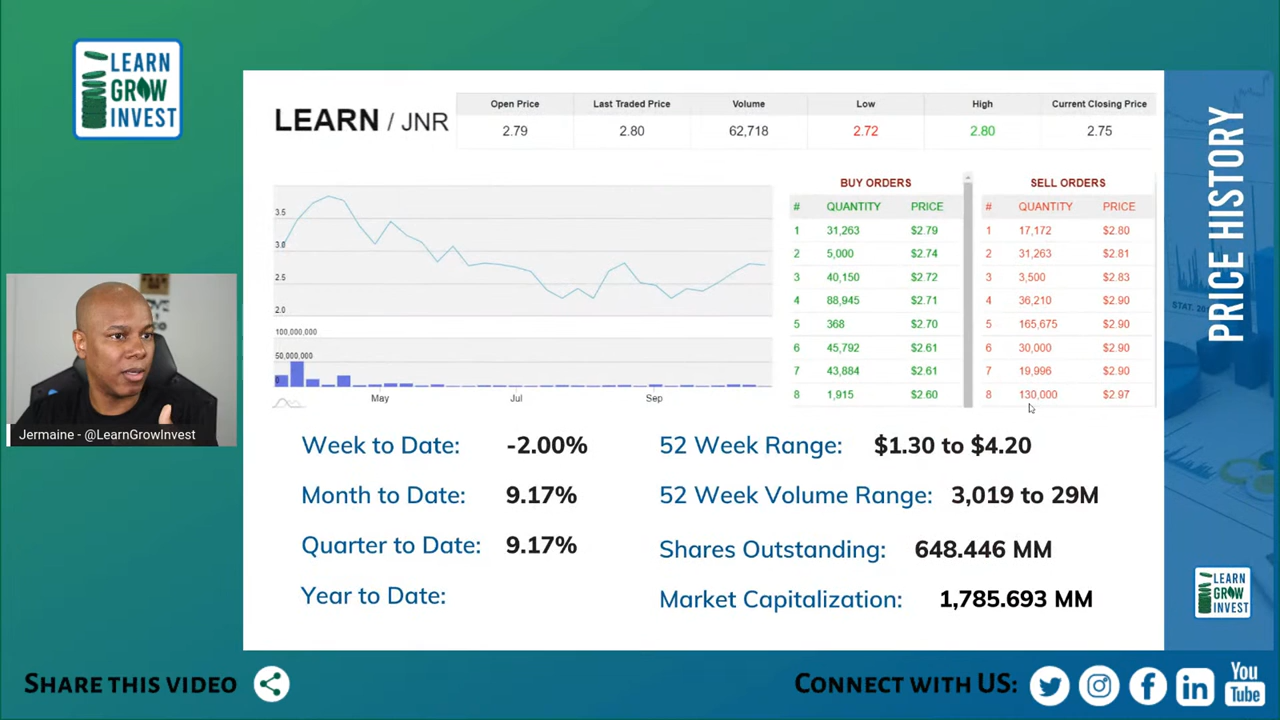 LEARN
GROW
INVEST
LEARN / JNR
Open Price Last Traded Price Volume Low High Current Closing Price
2.79 2.80 62,718 2.72 2.80 2.75
PRICE HISTORY
3.5
3.0
2.5
2.0
100,000,000
50,000,000
0
May Jul Sep
BUY ORDERS
# QUANTITY PRICE
1 31,263 $2.79
2 5,000 $2.74
3 40,150 $2.72
4 88,945 $2.71
5 368 $2.70
6 45,792 $2.61
7 43,884 $2.61
8 1,915 $2.60
SELL ORDERS
# QUANTITY PRICE
1 17,172 $2.80
2 31,263 $2.81
3 3,500 $2.83
4 36,210 $2.90
5 165,675 $2.90
6 30,000 $2.90
7 19,996 $2.90
8 130,000 $2.97
STAT. 20
Jermaine - @LearnGrowInvest
Week to Date: -2.00%
Month to Date: 9.17%
Quarter to Date: 9.17%
Year to Date:
52 Week Range: $1.30 to $4.20
52 Week Volume Range: 3,019 to 29M
Shares Outstanding: 648.446 MM
Market Capitalization: 1,785.693 MM
LEARN
GROW
INVEST
SHARE THIS VIDEO
CONNECT WITH US:
You
Tube